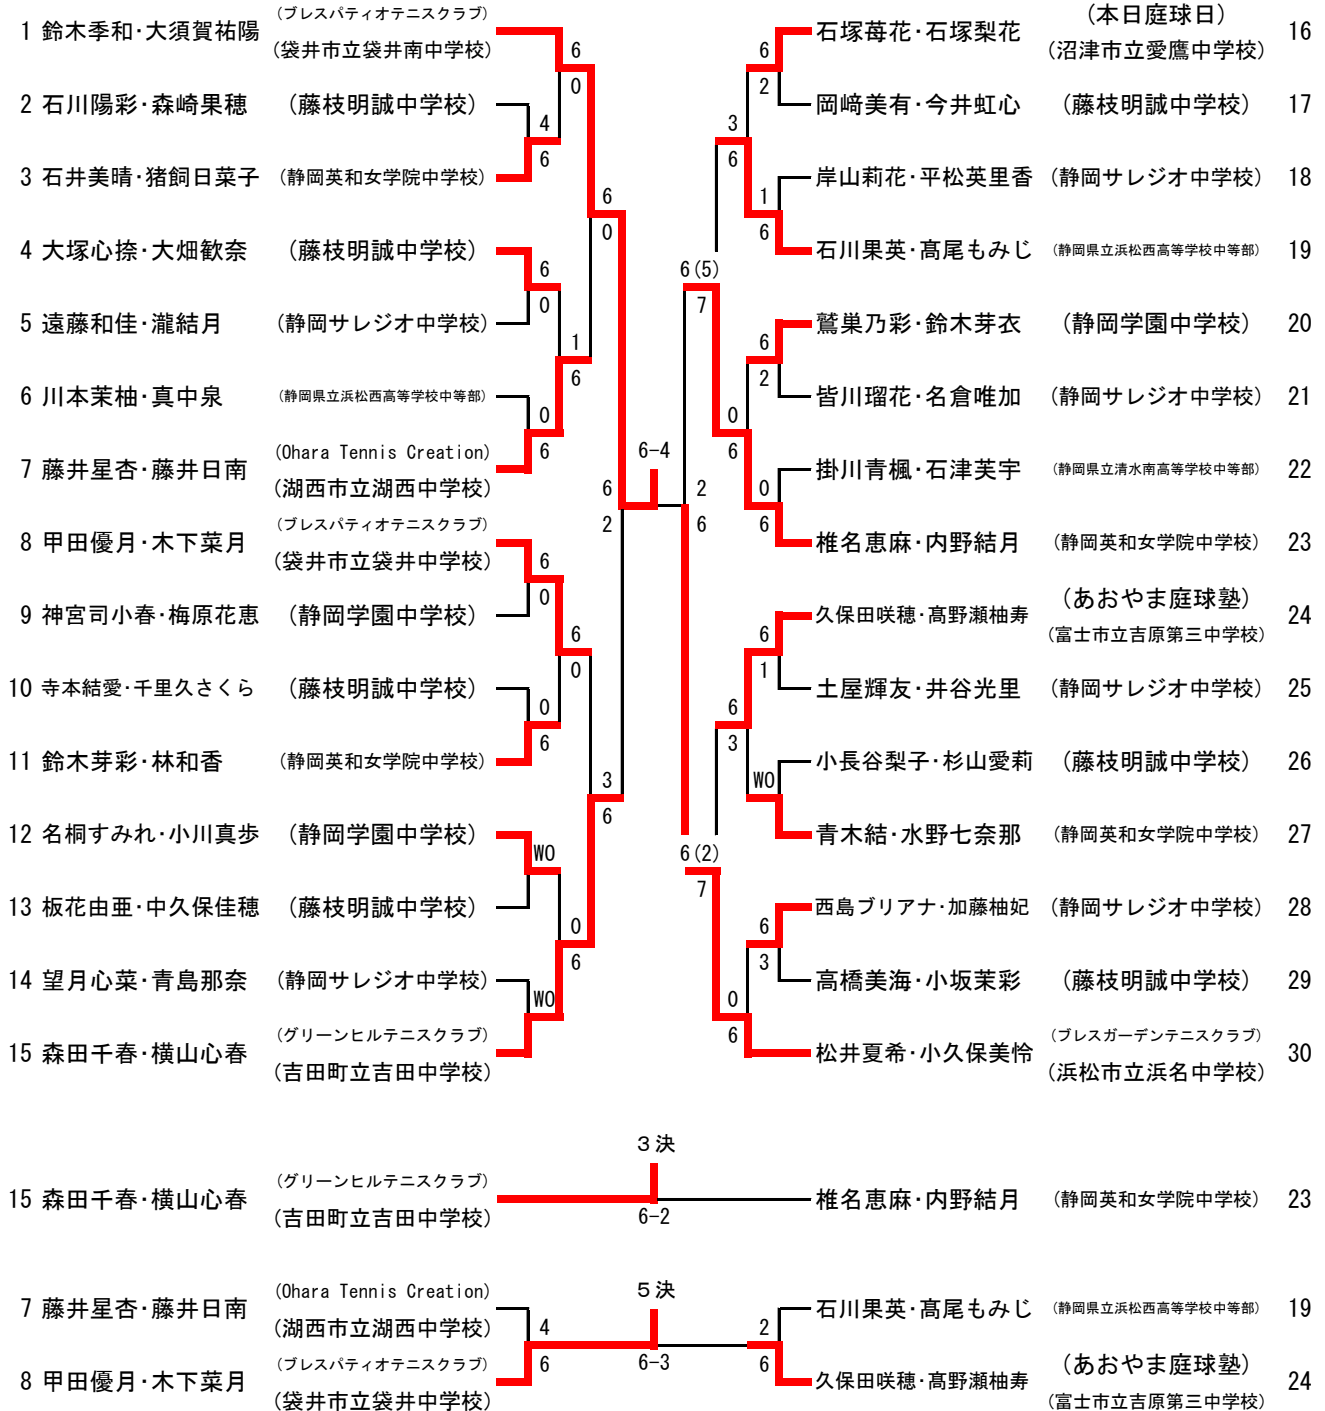 1 鈴木季和・大須賀祐陽 (ブレスパティオテニスクラブ) (袋井市立袋井南中学校)
2 石川陽彩・森崎果穂 (藤枝明誠中学校)
3 石井美晴・猪飼日菜子 (静岡英和女学院中学校)
4 大塚心捺・大畑歓奈 (藤枝明誠中学校)
5 遠藤和佳・瀧結月 (静岡サレジオ中学校)
6 川本茉柚・真中泉 (静岡県立浜松西高等学校中等部)
7 藤井星杏・藤井日南 (Ohara Tennis Creation) (湖西市立湖西中学校)
8 甲田優月・木下菜月 (ブレスパティオテニスクラブ) (袋井市立袋井中学校)
9 神宮司小春・梅原花恵 (静岡学園中学校)
10 寺本結愛・千里久さくら (藤枝明誠中学校)
11 鈴木芽彩・林和香 (静岡英和女学院中学校)
12 名桐すみれ・小川真歩 (静岡学園中学校)
13 板花由亜・中久保佳穂 (藤枝明誠中学校)
14 望月心菜・青島那奈 (静岡サレジオ中学校)
15 森田千春・横山心春 (グリーンヒルテニスクラブ) (吉田町立吉田中学校)
6
0
4
6
6
0
0
6
6
0
0
6
WO
WO
1
6
6
0
0
6
6
0
3
6
6
2
6-4
2
6
6(5)
7
6(2)
7
3
6
0
6
6
3
0
6
6
2
1
6
6
2
0
6
6
1
WO
6
3
石塚苺花・石塚梨花 (本日庭球日) (沼津市立愛鷹中学校) 16
岡﨑美有・今井虹心 (藤枝明誠中学校) 17
岸山莉花・平松英里香 (静岡サレジオ中学校) 18
石川果英・髙尾もみじ (静岡県立浜松西高等学校中等部) 19
鷲巣乃彩・鈴木芽衣 (静岡学園中学校) 20
皆川瑠花・名倉唯加 (静岡サレジオ中学校) 21
掛川青楓・石津芙宇 (静岡県立清水南高等学校中等部) 22
椎名恵麻・内野結月 (静岡英和女学院中学校) 23
久保田咲穂・髙野瀬柚寿 (あおやま庭球塾) (富士市立吉原第三中学校) 24
土屋輝友・井谷光里 (静岡サレジオ中学校) 25
小長谷梨子・杉山愛莉 (藤枝明誠中学校) 26
青木結・水野七奈那 (静岡英和女学院中学校) 27
西島ブリアナ・加藤柚妃 (静岡サレジオ中学校) 28
高橋美海・小坂茉彩 (藤枝明誠中学校) 29
松井夏希・小久保美怜 (ブレスガーデンテニスクラブ) (浜松市立浜名中学校) 30
3決
15 森田千春・横山心春 (グリーンヒルテニスクラブ) (吉田町立吉田中学校)
6-2
椎名恵麻・内野結月 (静岡英和女学院中学校) 23
5決
7 藤井星杏・藤井日南 (Ohara Tennis Creation) (湖西市立湖西中学校)
8 甲田優月・木下菜月 (ブレスパティオテニスクラブ) (袋井市立袋井中学校)
4
6
6-3
2
6
石川果英・髙尾もみじ (静岡県立浜松西高等学校中等部) 19
久保田咲穂・髙野瀬柚寿 (あおやま庭球塾) (富士市立吉原第三中学校) 24